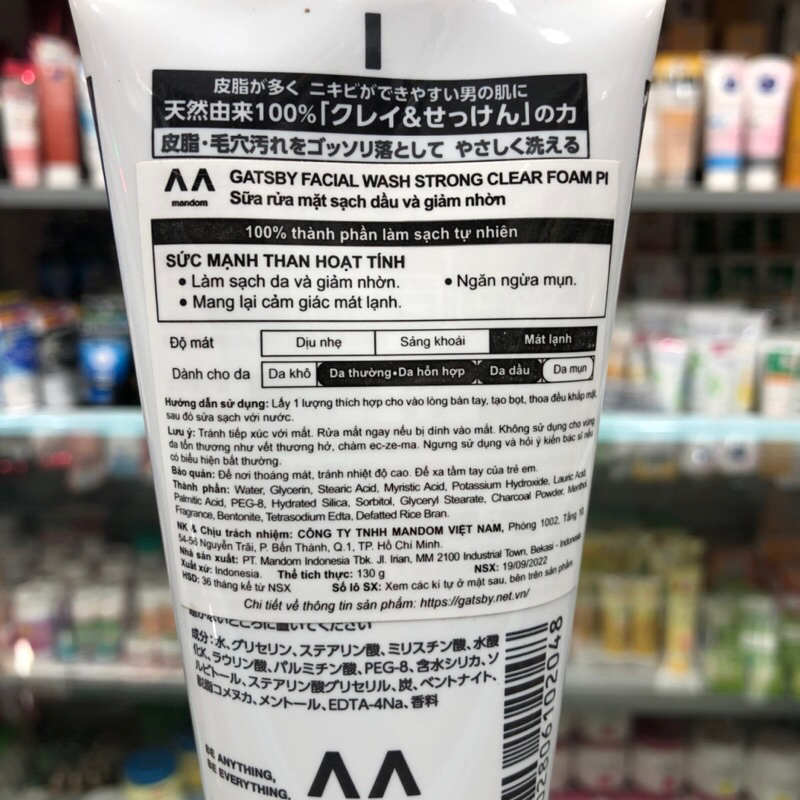 皮脂が多く ニキビができやすい男の肌に
天然由来100%「クレイ&せっけん」の力
皮脂・毛穴汚れをゴッソリ落として やさしく洗える
mandom
GATSBY FACIAL WASH STRONG CLEAR FOAM PI
Sữa rửa mặt sạch dầu và giảm nhờn
100% thành phần làm sạch tự nhiên
SỨC MẠNH THAN HOẠT TÍNH
• Làm sạch da và giảm nhờn. • Ngăn ngừa mụn.
• Mang lại cảm giác mát lạnh.
Độ mát Dịu nhẹ Sảng khoái Mát lạnh
Dành cho da Da khô Da thường•Da hỗn hợp Da dầu Da mụn
Hướng dẫn sử dụng: Lấy 1 lượng thích hợp cho vào lòng bàn tay, tạo bọt, thoa đều khắp mặt,
sau đó sửa sạch với nước.
Lưu ý: Tránh tiếp xúc với mắt. Rửa mắt ngay nếu bị dính vào mắt. Không sử dụng cho vùng
da tổn thương như vết thương hở, chàm ec-ze-ma. Ngưng sử dụng và hỏi ý kiến bác sĩ nếu
có biểu hiện bất thường.
Bảo quản: Để nơi thoáng mát, tránh nhiệt độ cao. Để xa tầm tay của trẻ em.
Thành phần: Water, Glycerin, Stearic Acid, Myristic Acid, Potassium Hydroxide, Lauric Acid,
Palmitic Acid, PEG-8, Hydrated Silica, Sorbitol, Glyceryl Stearate, Charcoal Powder, Menthol,
Fragrance, Bentonite, Tetrasodium Edta, Defatted Rice Bran.
NK & Chịu trách nhiệm: CÔNG TY TNHH MANDOM VIỆT NAM, Phòng 1002, Tầng 10,
54-56 Nguyễn Trãi, P. Bến Thành, Q.1, TP. Hồ Chí Minh.
Nhà sản xuất: PT. Mandom Indonesia Tbk. Jl. Irian, MM 2100 Industrial Town, Bekasi - Indonesia
Xuất xứ: Indonesia. Thể tích thực: 130 g NSX: 19/09/2022
HSD: 36 tháng kể từ NSX Số lô SX: Xem các kí tự ở mặt sau, bên trên sản phẩm.
Chi tiết về thông tin sản phẩm: https://gatsby.net.vn/
成分：水、グリセリン、ステアリン酸、ミリスチン酸、水酸
化K、ラウリン酸、パルミチン酸、PEG-8、含水シリカ、ソ
ルビトール、ステアリン酸グリセリル、炭、ベントナイト、
脱脂コメヌカ、メントール、EDTA-4Na、香料
BE ANYTHING,
BE EVERYTHING.
02806102048